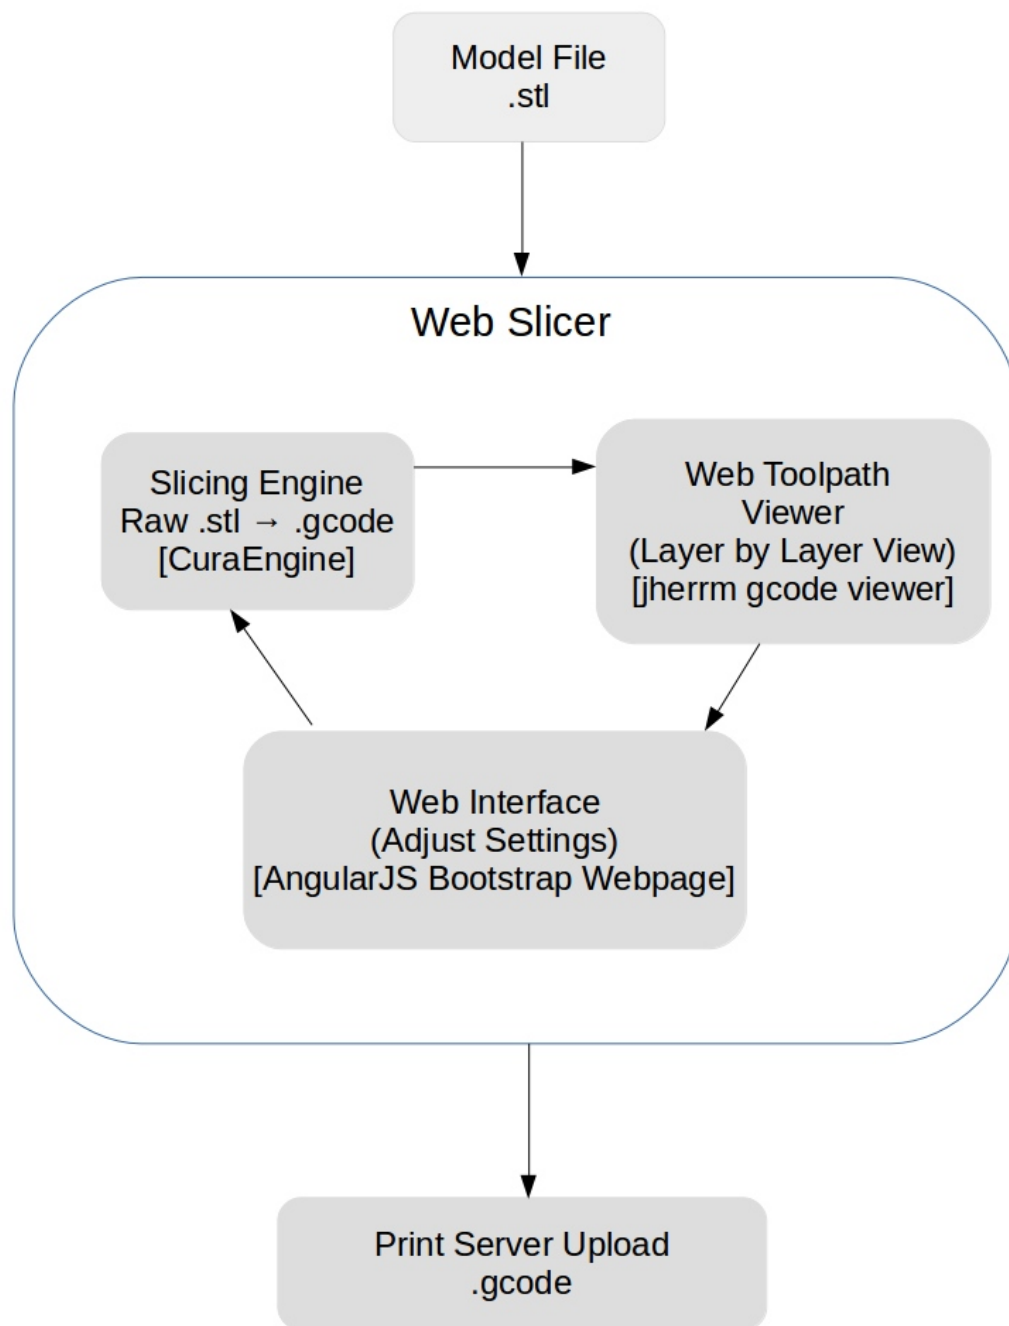 Model File
.stl
Web Slicer
Slicing Engine
Raw .stl → .gcode
[CuraEngine]
Web Toolpath
Viewer
(Layer by Layer View)
[jherrm gcode viewer]
Web Interface
(Adjust Settings)
[AngularJS Bootstrap Webpage]
Print Server Upload
.gcode